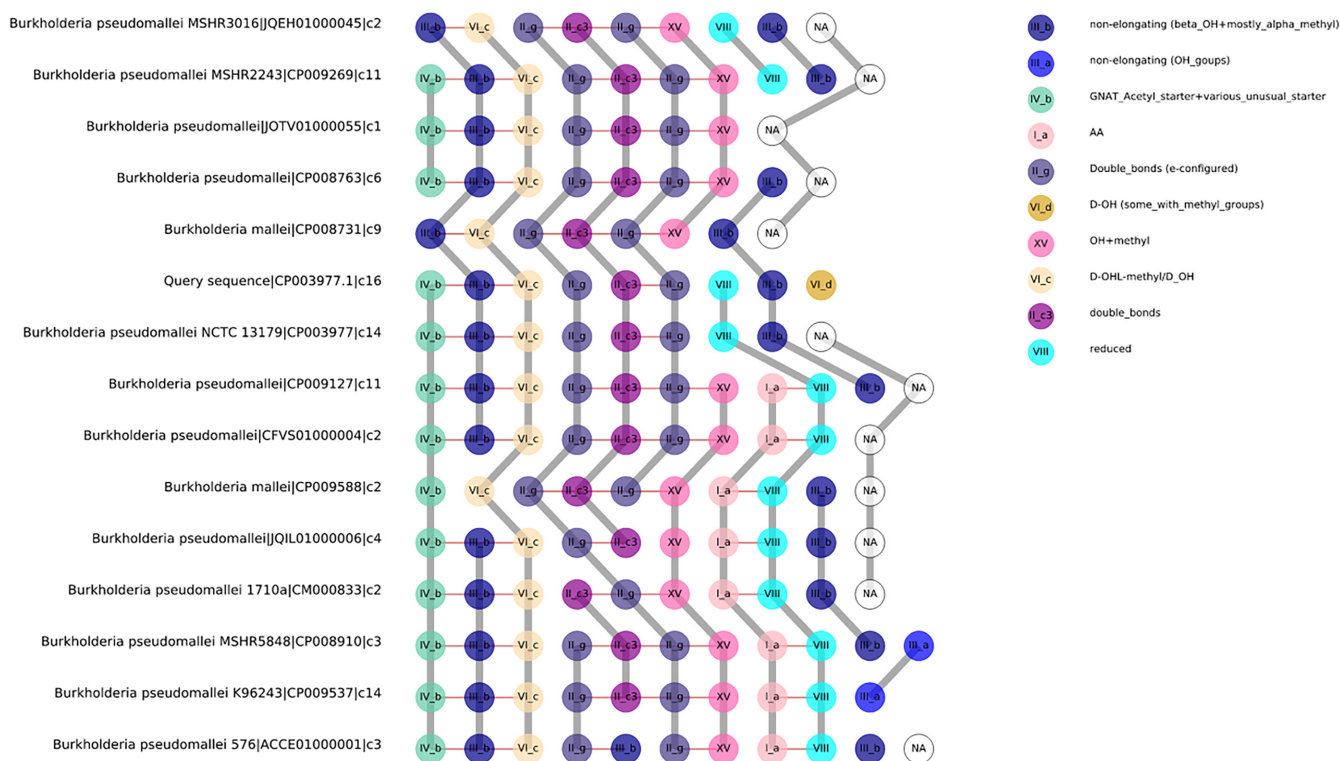 Burkholderia pseudomallei MSHR3016|JQEH01000045|c2 III_b VI_c II_g II_c3 II_g XV VIII III_b NA
Burkholderia pseudomallei MSHR2243|CP009269|c11 IV_b III_b VI_c II_g II_c3 II_g XV VIII III_b NA
Burkholderia pseudomallei|JOTV01000055|c1 IV_b III_b VI_c II_g II_c3 II_g XV NA
Burkholderia pseudomallei|CP008763|c6 IV_b III_b VI_c II_g II_c3 II_g XV III_b NA
Burkholderia mallei|CP008731|c9 III_b VI_c II_g II_c3 II_g XV III_b NA
Query sequence|CP003977.1|c16 IV_b III_b VI_c II_g II_c3 II_g VIII III_b VI_d
Burkholderia pseudomallei NCTC 13179|CP003977|c14 IV_b III_b VI_c II_g II_c3 II_g VIII III_b NA
Burkholderia pseudomallei|CP009127|c11 IV_b III_b VI_c II_g II_c3 II_g XV I_a VIII III_b NA
Burkholderia pseudomallei|CFVS01000004|c2 IV_b III_b VI_c II_g II_c3 II_g XV I_a VIII NA
Burkholderia mallei|CP009588|c2 IV_b VI_c II_g II_c3 II_g XV I_a VIII III_b NA
Burkholderia pseudomallei|JQIL01000006|c4 IV_b III_b VI_c II_g II_c3 XV I_a VIII III_b NA
Burkholderia pseudomallei 1710a|CM000833|c2 IV_b III_b VI_c II_c3 II_g XV I_a VIII III_b NA
Burkholderia pseudomallei MSHR5848|CP008910|c3 IV_b III_b VI_c II_g II_c3 II_g XV I_a VIII III_b III_a
Burkholderia pseudomallei K96243|CP009537|c14 IV_b III_b VI_c II_g II_c3 II_g XV I_a VIII III_a
Burkholderia pseudomallei 576|ACCE01000001|c3 IV_b III_b VI_c II_g III_b II_g XV I_a VIII III_b NA
III_b non-elongating (beta_OH+mostly_alpha_methyl)
III_a non-elongating (OH_goups)
IV_b GNAT_Acetyl_starter+various_unusual_starter
I_a AA
II_g Double_bonds (e-configured)
VI_d D-OH (some_with_methyl_groups)
XV OH+methyl
VI_c D-OHL-methyl/D_OH
II_c3 double_bonds
VIII reduced